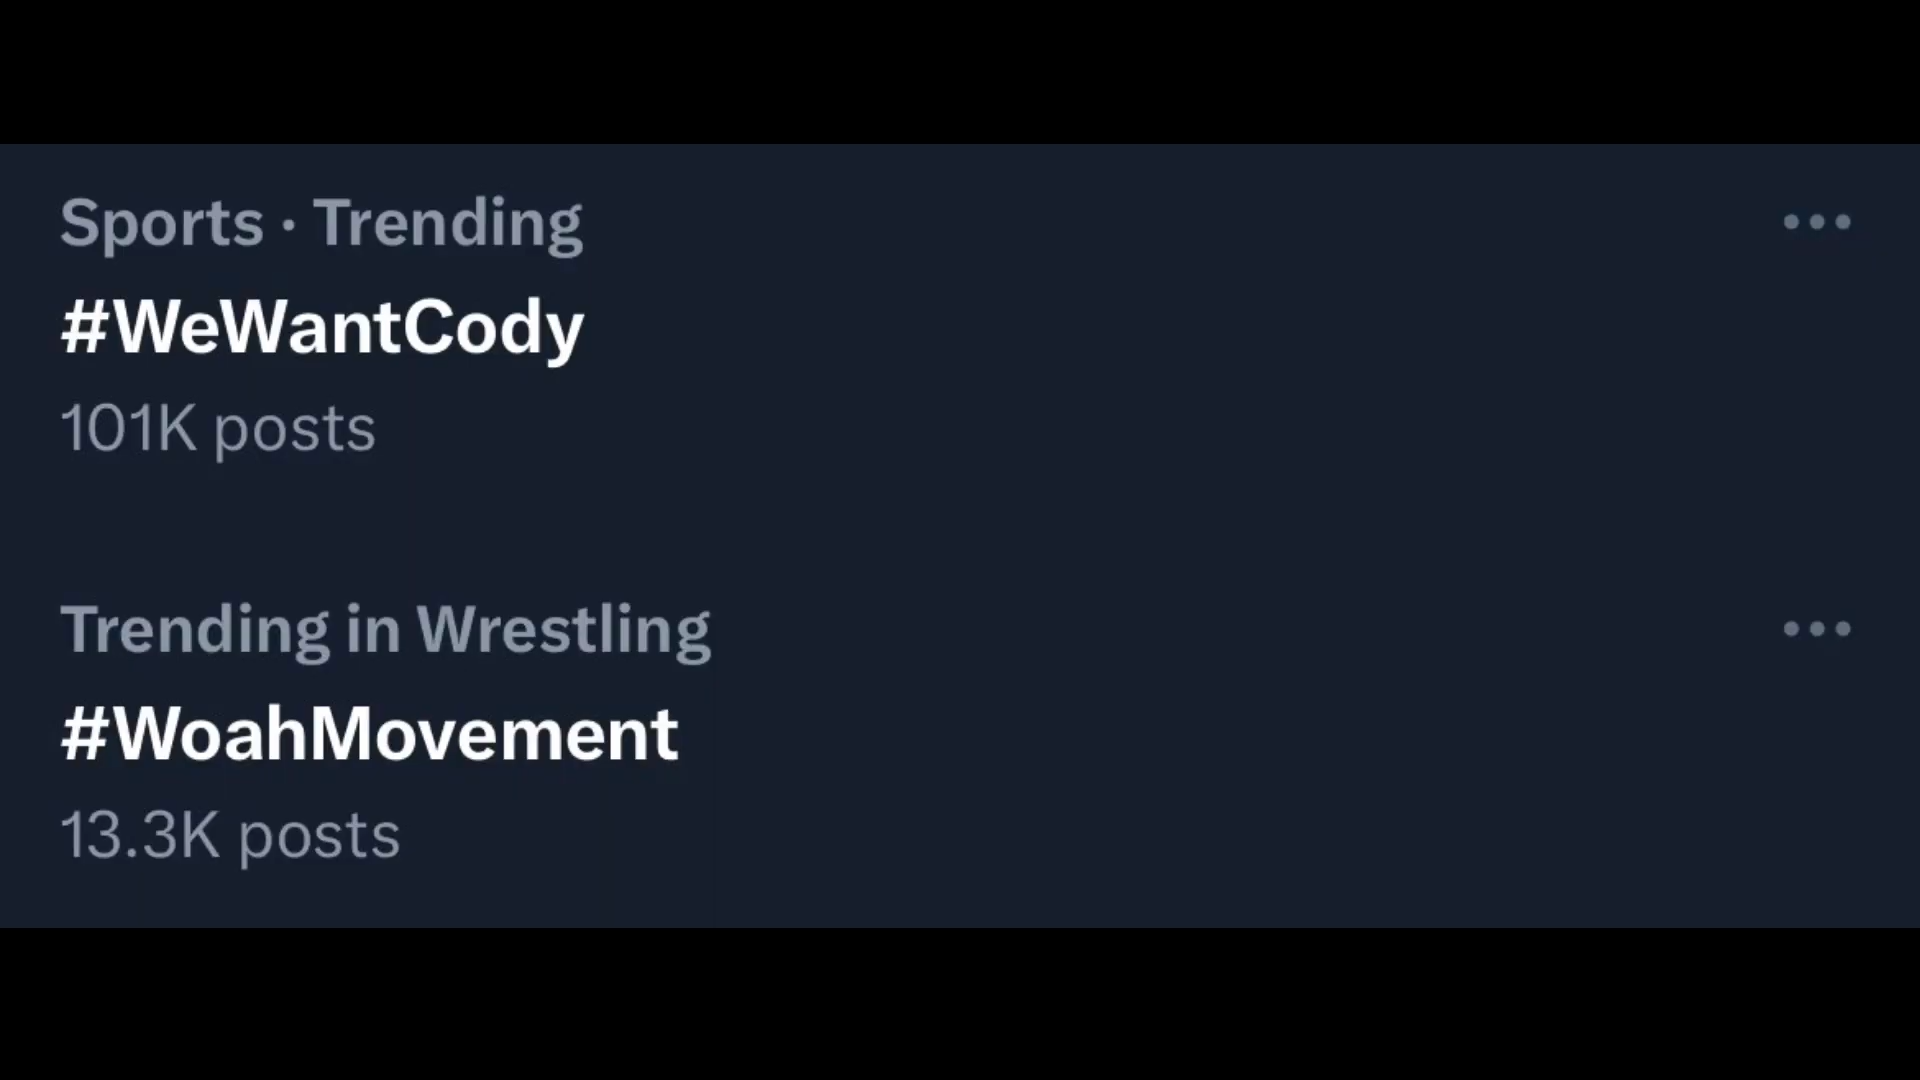 Sports · Trending
#WeWantCody
101K posts
Trending in Wrestling
#WoahMovement
13.3K posts